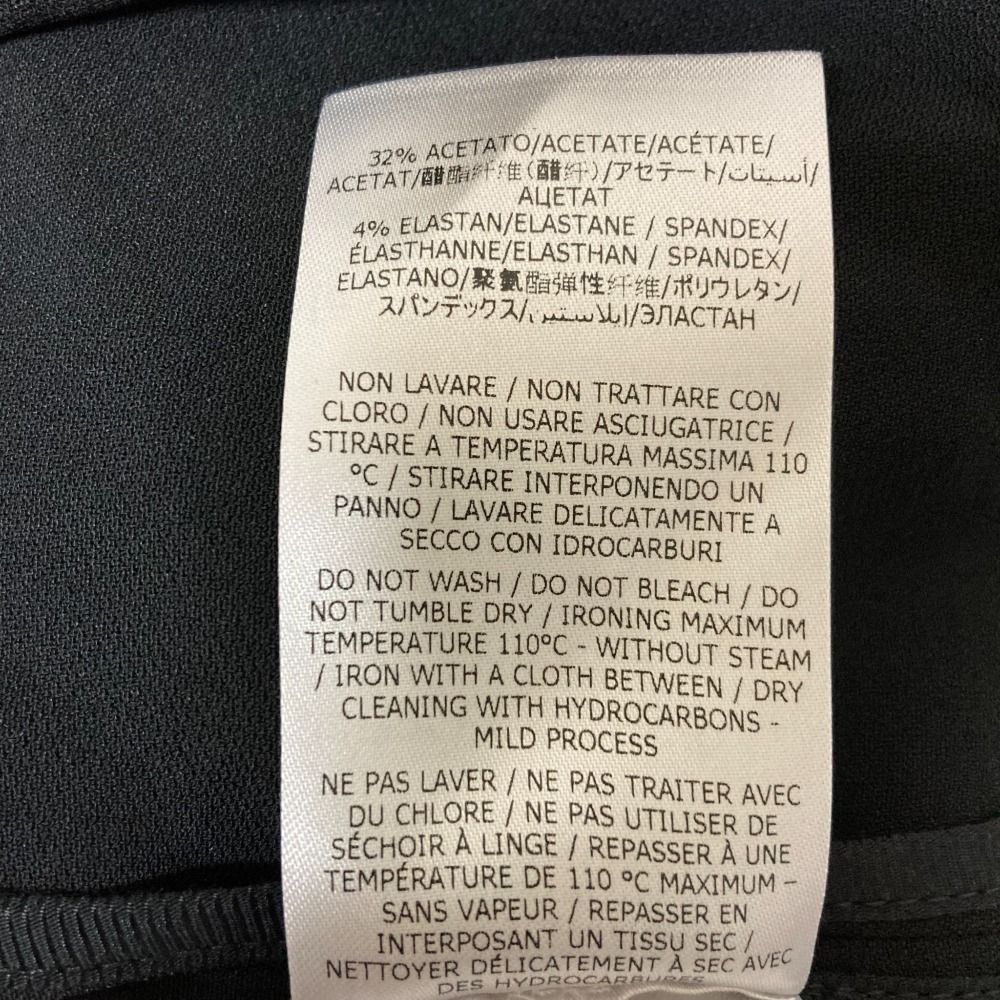 32% ACETATO/ACETATE/ACÉTATE/
ACETAT/醋酯纤维(醋纤)/アセテート/أسيتات/
АЦЕТАТ
4% ELASTAN/ELASTANE / SPANDEX/
ÉLASTHANNE/ELASTHAN / SPANDEX/
ELASTANO/聚氨酯弹性纤维/ポリウレタン/
スパンデックス/إيلاستين/ЭЛАСТАН
NON LAVARE / NON TRATTARE CON
CLORO / NON USARE ASCIUGATRICE /
STIRARE A TEMPERATURA MASSIMA 110
°C / STIRARE INTERPONENDO UN
PANNO / LAVARE DELICATAMENTE A
SECCO CON IDROCARBURI
DO NOT WASH / DO NOT BLEACH / DO
NOT TUMBLE DRY / IRONING MAXIMUM
TEMPERATURE 110°C - WITHOUT STEAM
/ IRON WITH A CLOTH BETWEEN / DRY
CLEANING WITH HYDROCARBONS -
MILD PROCESS
NE PAS LAVER / NE PAS TRAITER AVEC
DU CHLORE / NE PAS UTILISER DE
SÉCHOIR À LINGE / REPASSER À UNE
TEMPÉRATURE DE 110 °C MAXIMUM –
SANS VAPEUR / REPASSER EN
INTERPOSANT UN TISSU SEC /
NETTOYER DÉLICATEMENT À SEC AVEC
DES HYDROCARBURES